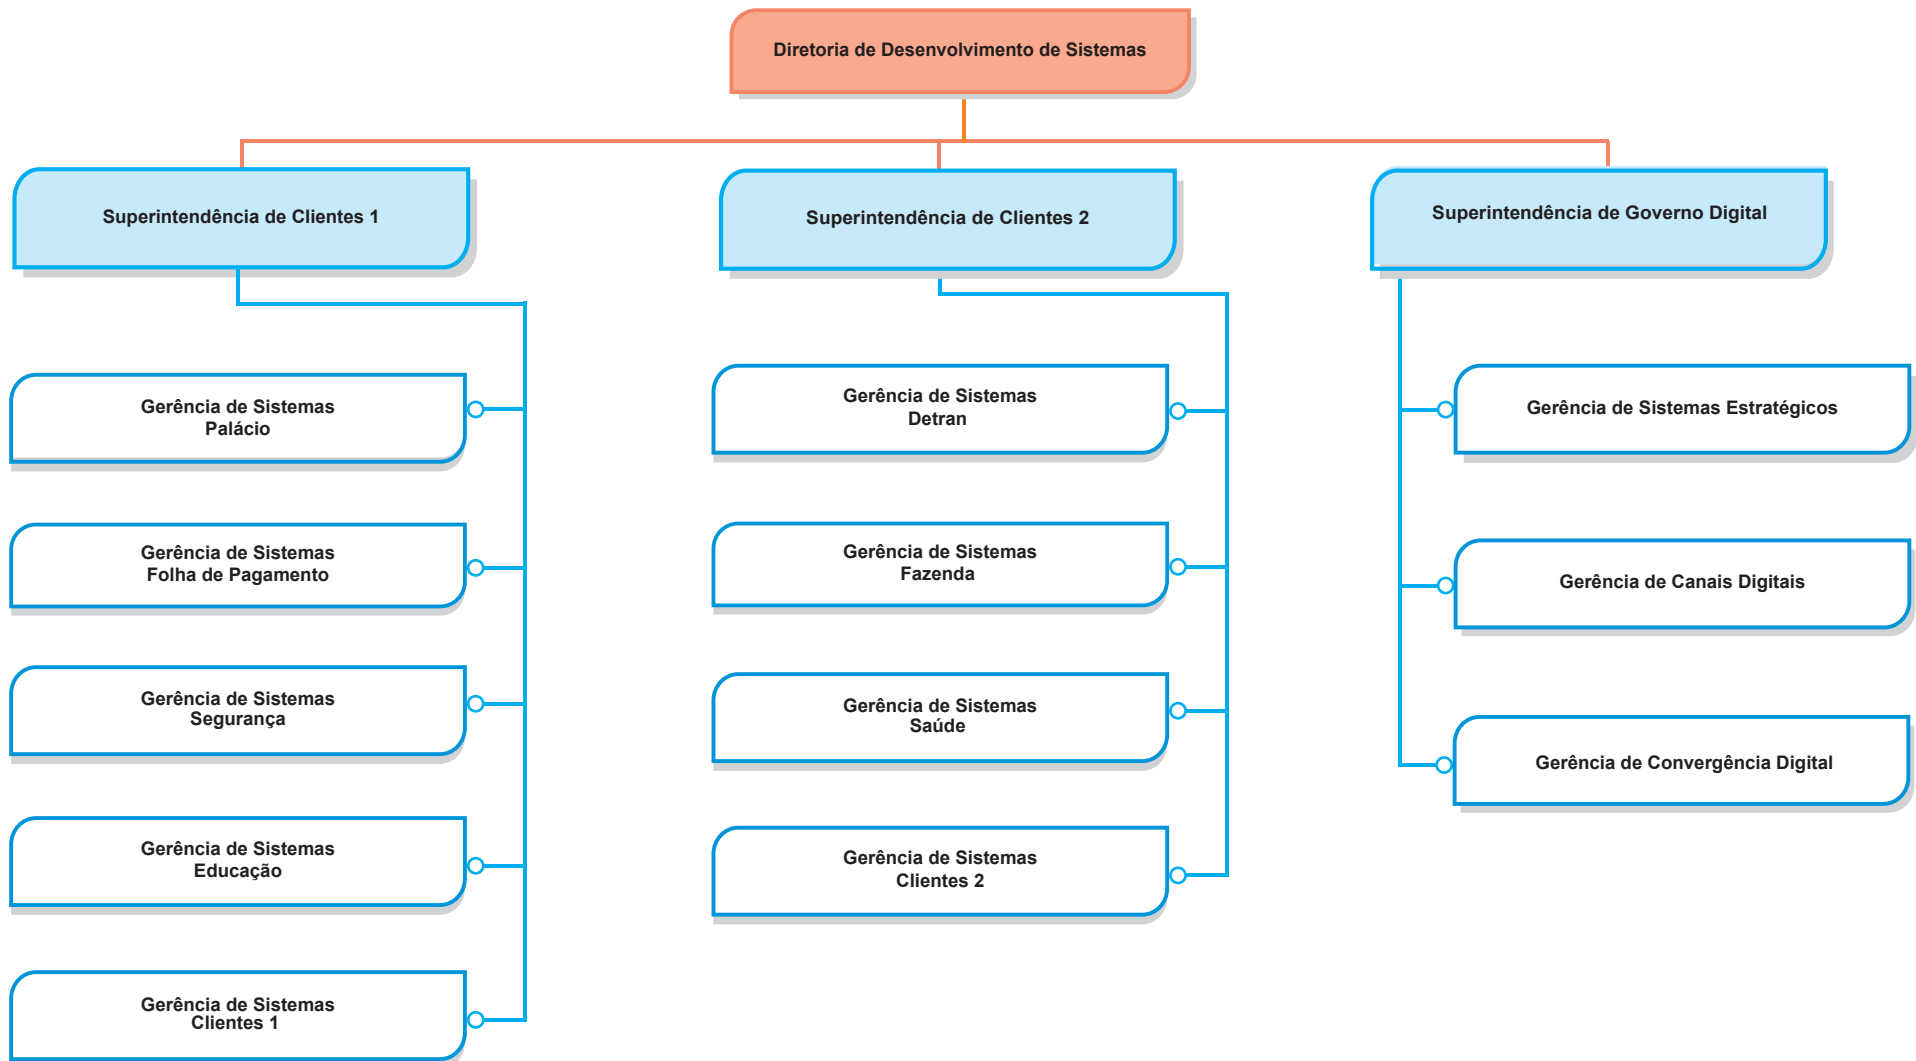 Diretoria de Desenvolvimento de Sistemas
Superintendência de Clientes 1
Superintendência de Clientes 2
Superintendência de Governo Digital
Gerência de Sistemas
Palácio
Gerência de Sistemas
Folha de Pagamento
Gerência de Sistemas
Segurança
Gerência de Sistemas
Educação
Gerência de Sistemas
Clientes 1
Gerência de Sistemas
Detran
Gerência de Sistemas
Fazenda
Gerência de Sistemas
Saúde
Gerência de Sistemas
Clientes 2
Gerência de Sistemas Estratégicos
Gerência de Canais Digitais
Gerência de Convergência Digital